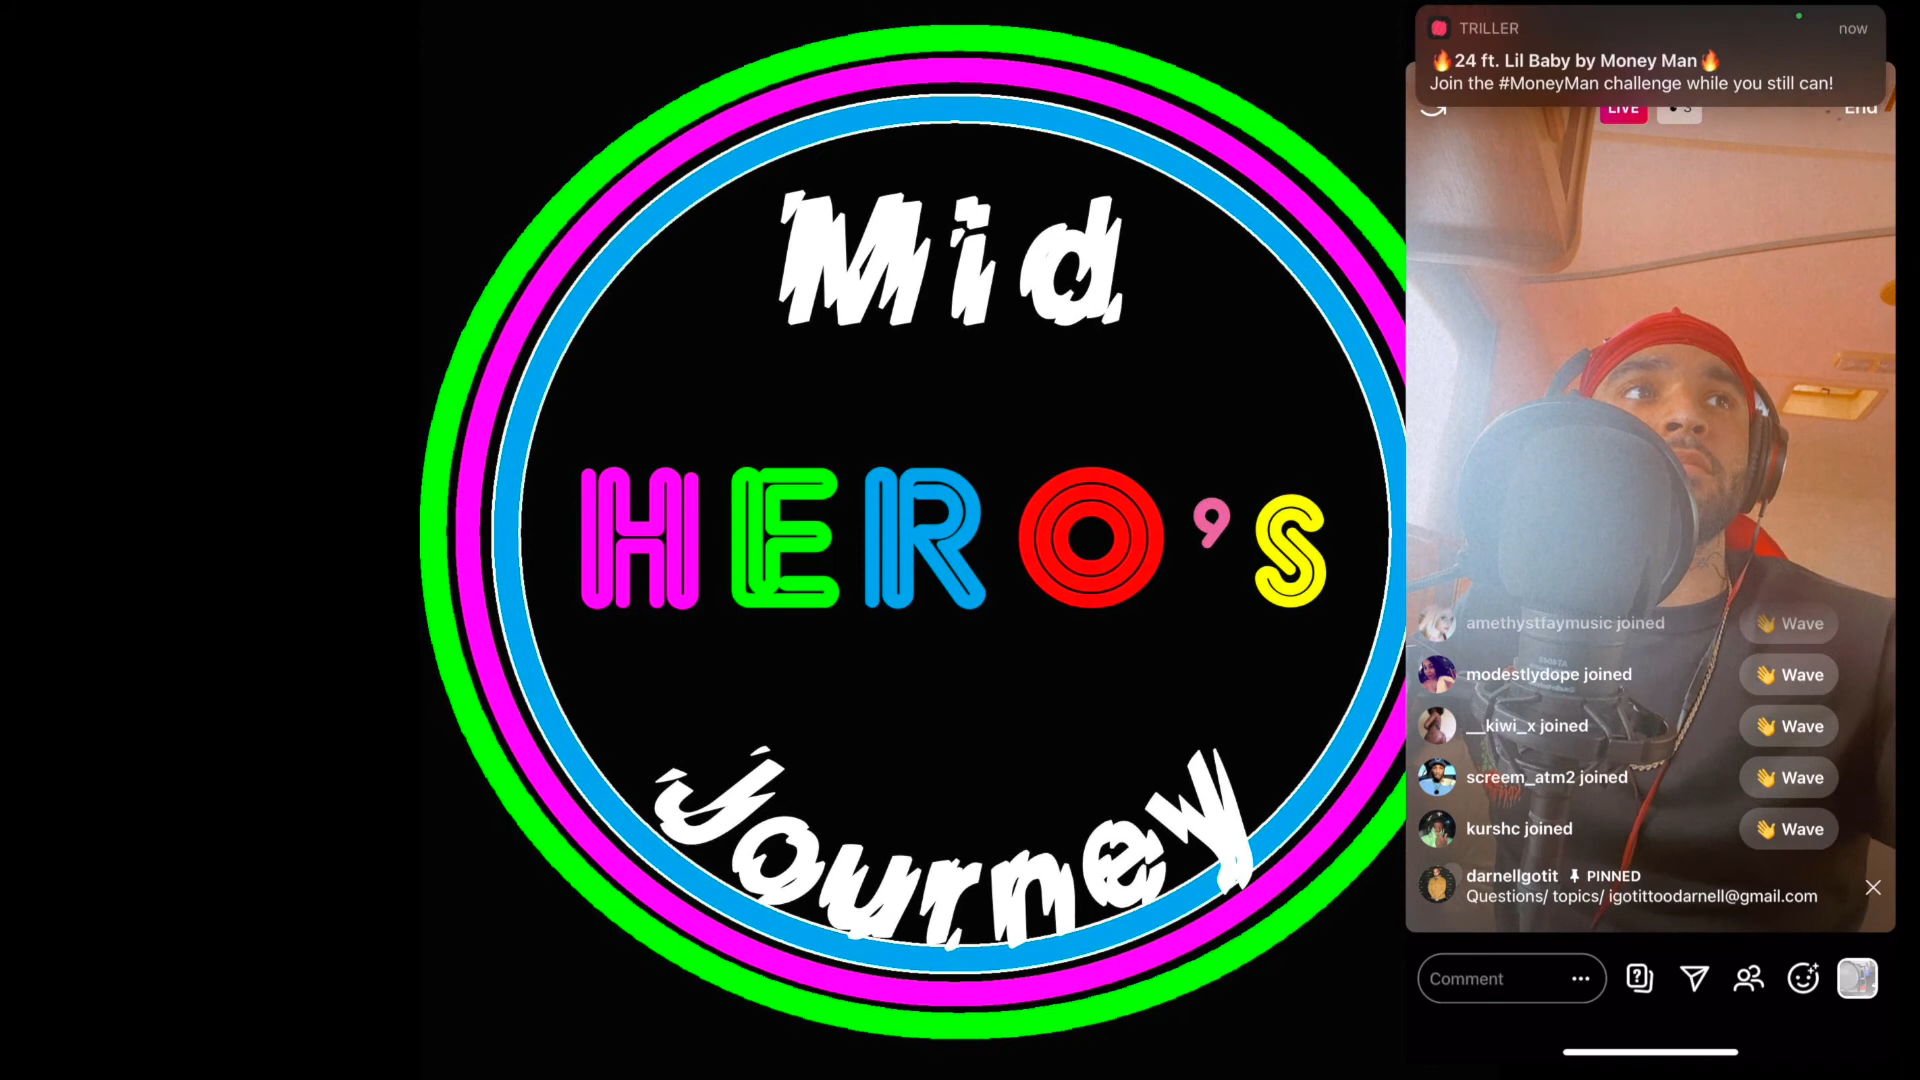 Mid
HERO's
Journey
TRILLER
now
🔥24 ft. Lil Baby by Money Man🔥
Join the #MoneyMan challenge while you still can!
LIVE
3
End
amethystfaymusic joined
👋 Wave
modestlydope joined
👋 Wave
__kiwi_x joined
👋 Wave
screem_atm2 joined
👋 Wave
kurshc joined
👋 Wave
darnellgotit PINNED
Questions/ topics/ igotittoodarnell@gmail.com
Comment